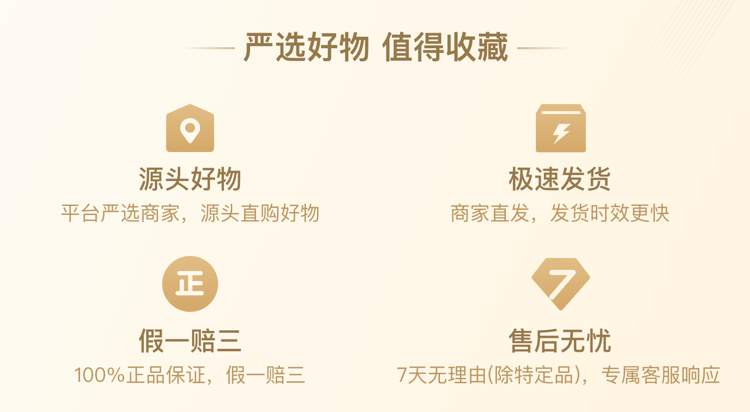 严选好物 值得收藏
源头好物
平台严选商家，源头直购好物
极速发货
商家直发，发货时效更快
正
假一赔三
100%正品保证，假一赔三
7
售后无忧
7天无理由(除特定品)，专属客服响应